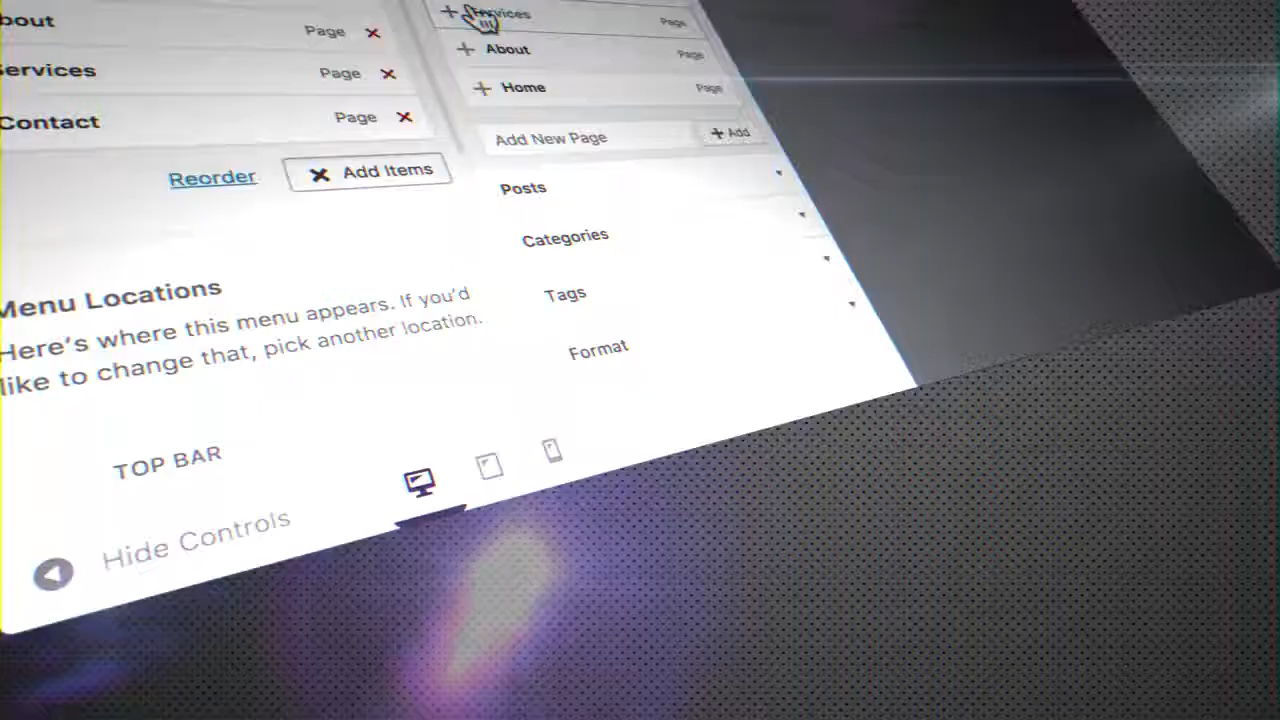 bout
Page
ervices
Page
Contact
Page
Reorder
Add Items
Menu Locations
Here's where this menu appears. If you'd
like to change that, pick another location.
TOP BAR
Hide Controls
Services
Page
About
Page
Home
Page
Add New Page
Add
Posts
Categories
Tags
Format